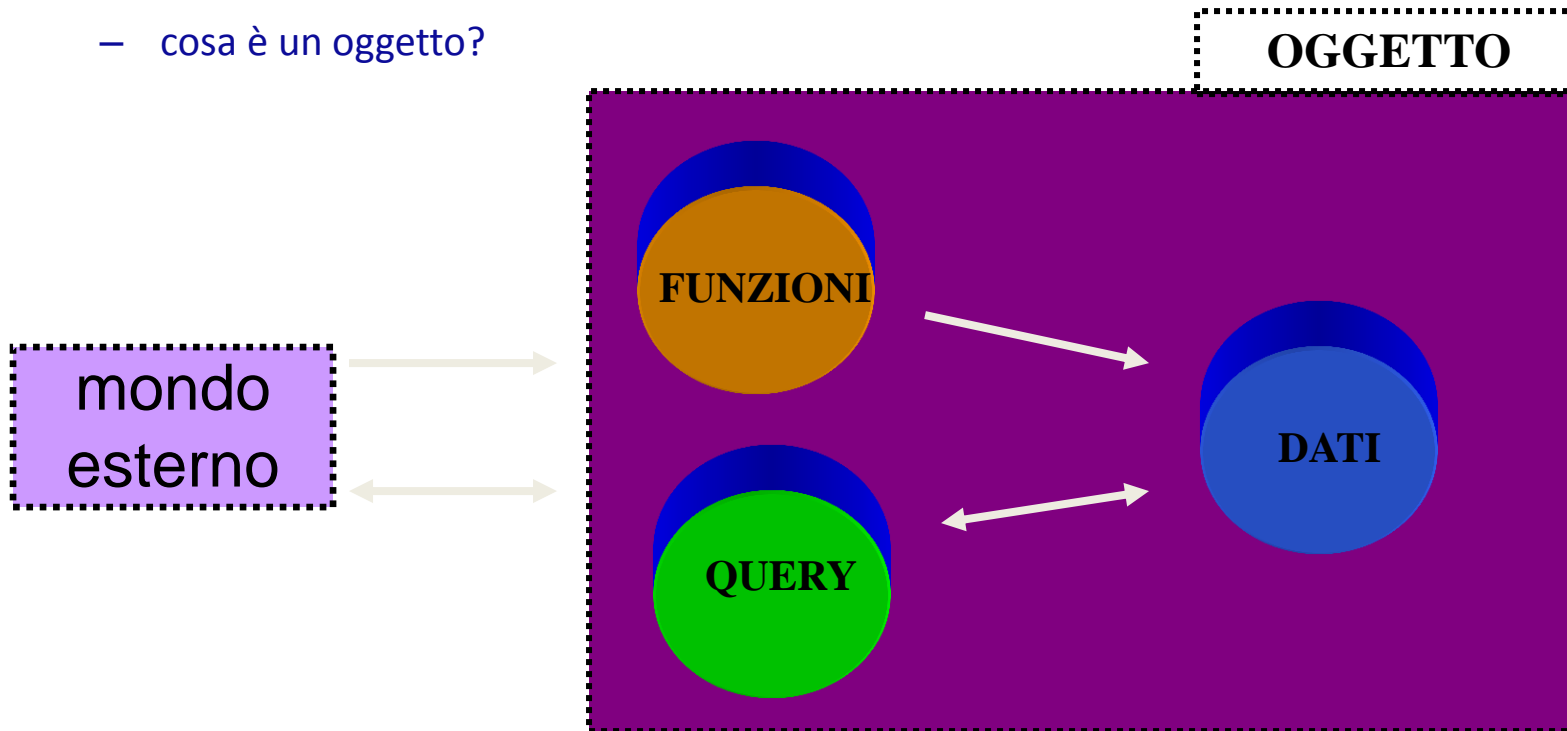 – cosa è un oggetto?
OGGETTO
FUNZIONI
mondo
esterno
DATI
QUERY